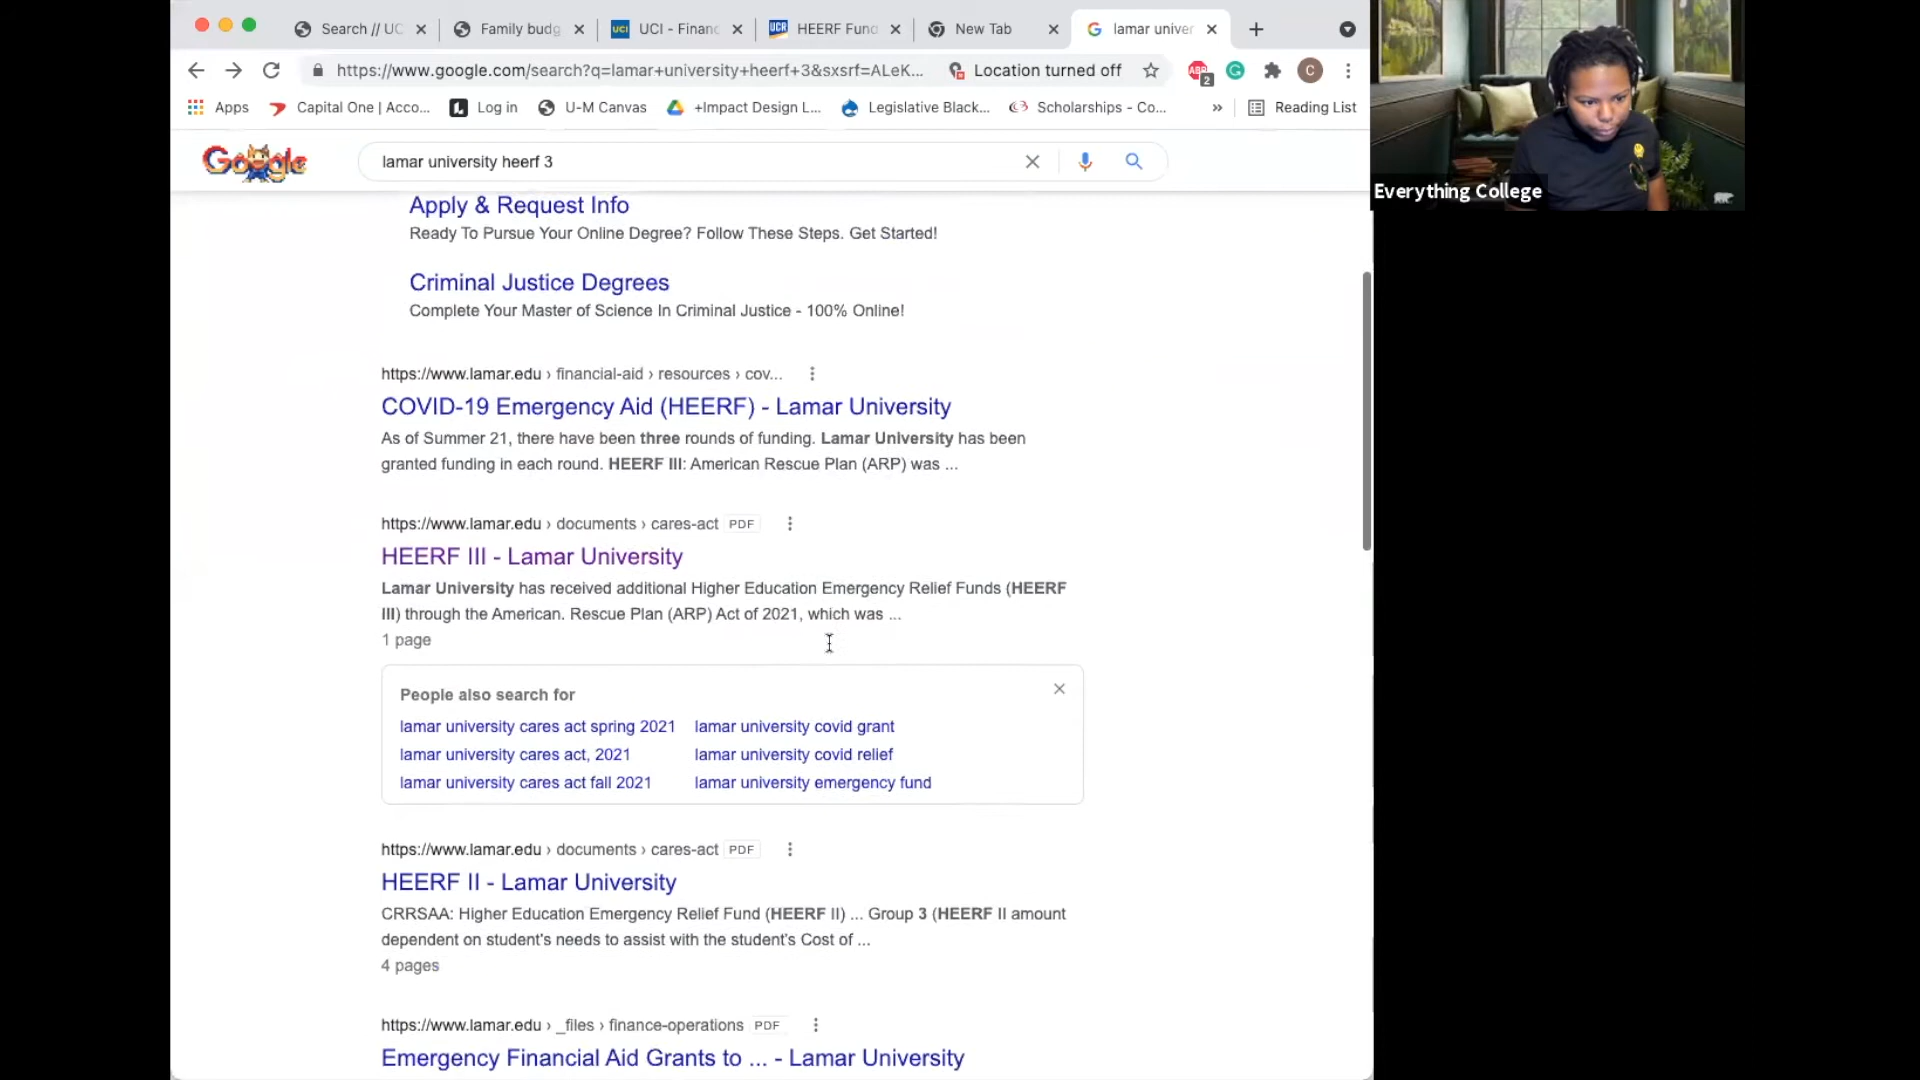 Search // UC
Family budg
UCI
UCI - Financ
UCR
HEERF Fund
New Tab
lamar univer
https://www.google.com/search?q=lamar+university+heerf+3&sxsrf=ALeK...
Location turned off
ABP
2
C
Apps
Capital One | Acco...
Log in
U-M Canvas
+Impact Design L...
Legislative Black...
Scholarships - Co...
»
Reading List
Everything College
Google
lamar university heerf 3
Apply & Request Info
Ready To Pursue Your Online Degree? Follow These Steps. Get Started!
Criminal Justice Degrees
Complete Your Master of Science In Criminal Justice - 100% Online!
https://www.lamar.edu › financial-aid › resources › cov...
COVID-19 Emergency Aid (HEERF) - Lamar University
As of Summer 21, there have been three rounds of funding. Lamar University has been
granted funding in each round. HEERF III: American Rescue Plan (ARP) was ...
https://www.lamar.edu › documents › cares-act PDF
HEERF III - Lamar University
Lamar University has received additional Higher Education Emergency Relief Funds (HEERF
III) through the American. Rescue Plan (ARP) Act of 2021, which was ...
1 page
People also search for
lamar university cares act spring 2021
lamar university covid grant
lamar university cares act, 2021
lamar university covid relief
lamar university cares act fall 2021
lamar university emergency fund
https://www.lamar.edu › documents › cares-act PDF
HEERF II - Lamar University
CRRSAA: Higher Education Emergency Relief Fund (HEERF II) ... Group 3 (HEERF II amount
dependent on student's needs to assist with the student's Cost of ...
4 pages
https://www.lamar.edu › _files › finance-operations PDF
Emergency Financial Aid Grants to ... - Lamar University